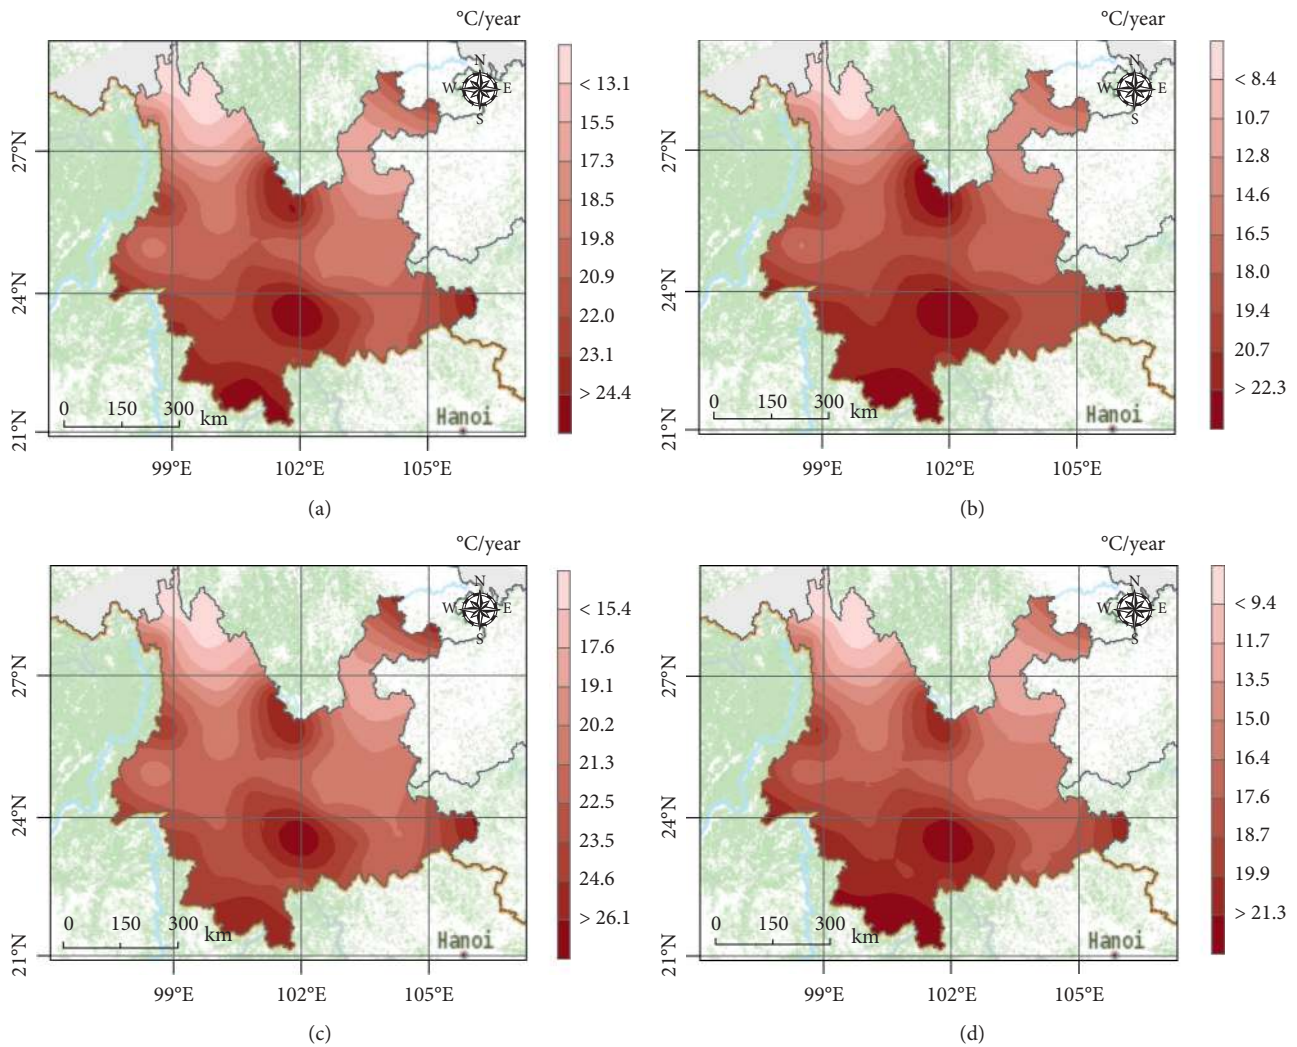 °C/year
< 13.1
15.5
17.3
18.5
19.8
20.9
22.0
23.1
> 24.4
27°N
24°N
21°N
N
W E
S
0 150 300 km
Hanoi
99°E 102°E 105°E
(a)
°C/year
< 8.4
10.7
12.8
14.6
16.5
18.0
19.4
20.7
> 22.3
27°N
24°N
21°N
N
W E
S
0 150 300 km
Hanoi
99°E 102°E 105°E
(b)
°C/year
< 15.4
17.6
19.1
20.2
21.3
22.5
23.5
24.6
> 26.1
27°N
24°N
21°N
N
W E
S
0 150 300 km
Hanoi
99°E 102°E 105°E
(c)
°C/year
< 9.4
11.7
13.5
15.0
16.4
17.6
18.7
19.9
> 21.3
27°N
24°N
21°N
N
W E
S
0 150 300 km
Hanoi
99°E 102°E 105°E
(d)